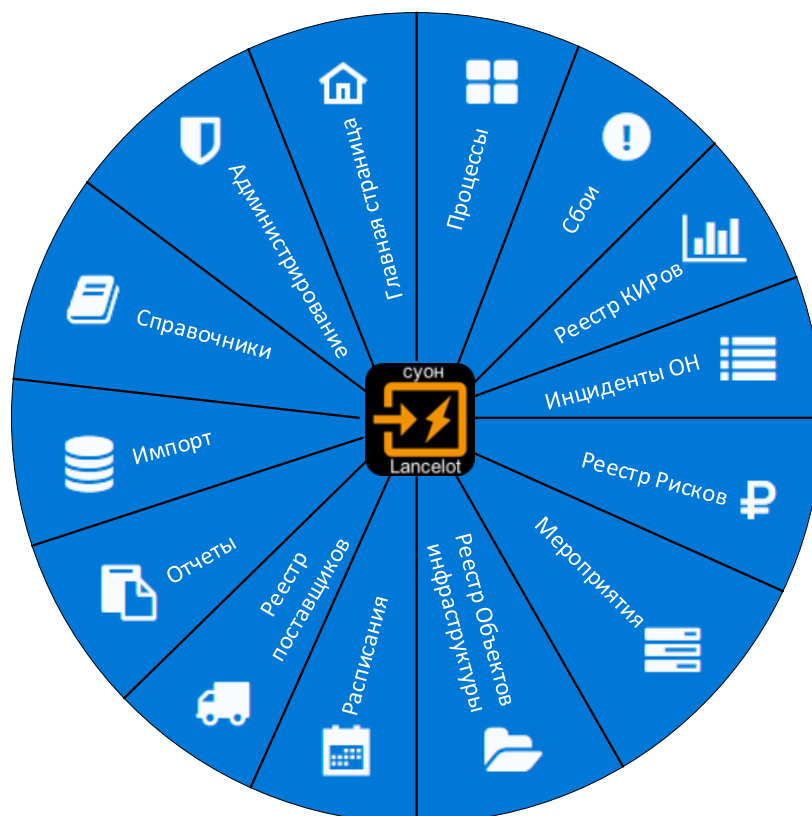 Главная страница
Процессы
Сбои
Реестр КИРов
Инциденты ОН
Реестр Рисков
Мероприятия
Реестр Объектов
инфраструктуры
Расписания
Реестр
поставщиков
Отчеты
Импорт
Справочники
Администрирование
суон
Lancelot